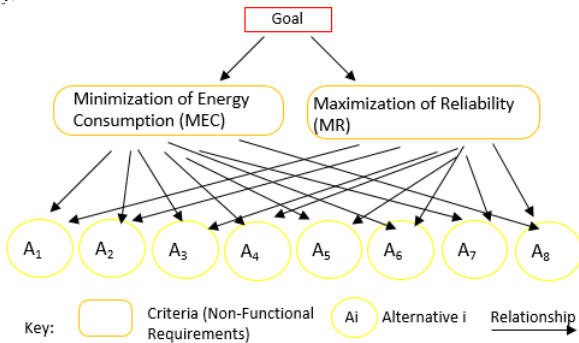 Goal
Minimization of Energy
Consumption (MEC)
Maximization of Reliability
(MR)
A1 A2 A3 A4 A5 A6 A7 A8
Key:
Criteria (Non-Functional
Requirements)
Ai
Alternative i
Relationship